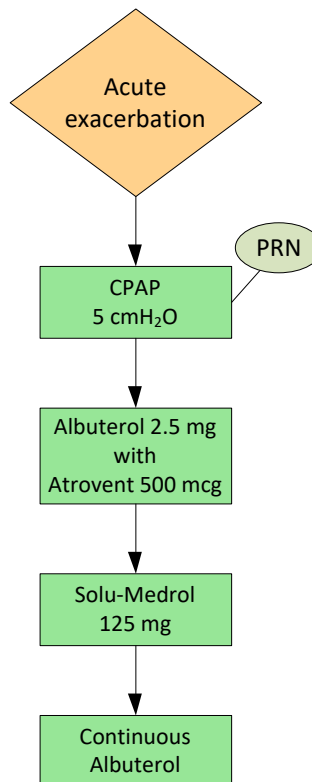 Acute
exacerbation
PRN
CPAP
5 cmH₂O
Albuterol 2.5 mg
with
Atrovent 500 mcg
Solu-Medrol
125 mg
Continuous
Albuterol